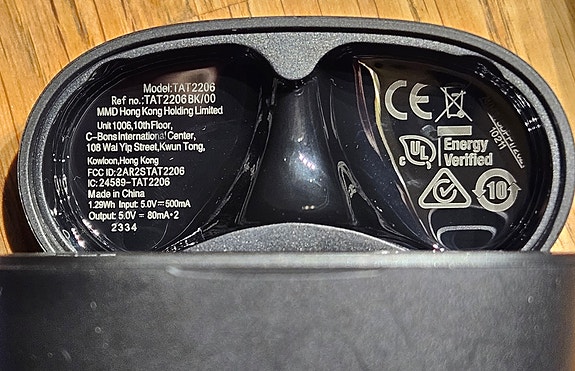 Model:TAT2206
Ref no.:TAT2206BK/00
MMD Hong Kong Holding Limited
Unit 1006,10th Floor,
C-Bons International Center,
108 Wai Yip Street,Kwun Tong,
Kowloon,Hong Kong
FCC ID:2AR2STAT2206
IC:24589-TAT2206
Made in China
1.29Wh Input: 5.0V⎓500mA
Output: 5.0V ⎓ 80mA*2
2334
CE
c UL
Energy
Verified
10